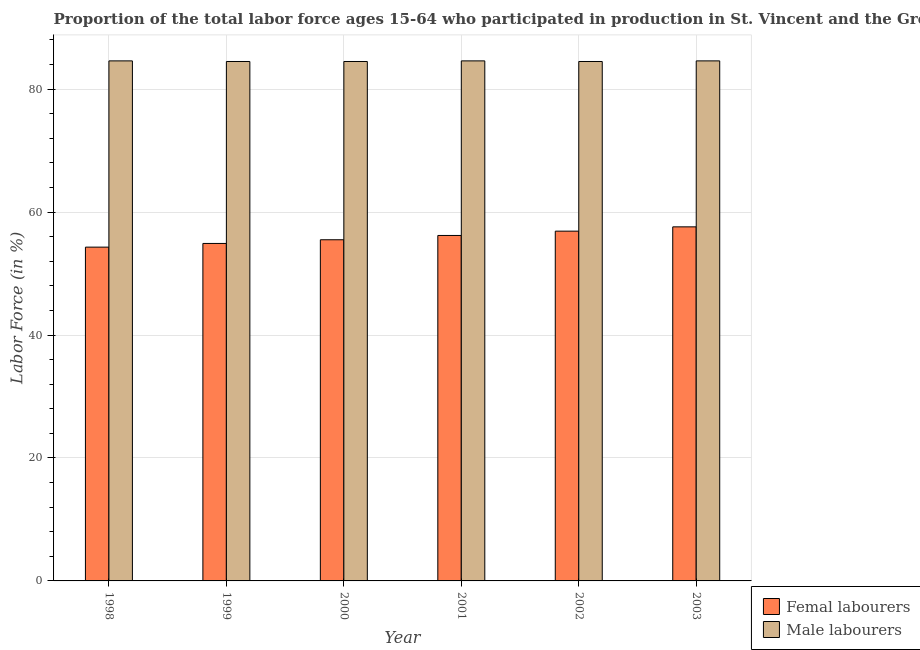 Proportion of the total labor force ages 15-64 who participated in production in St. Vincent and the Gre
Labor Force (in %)
80
60
40
20
0
1998
1999
2000
2001
2002
2003
Year
Femal labourers
Male labourers